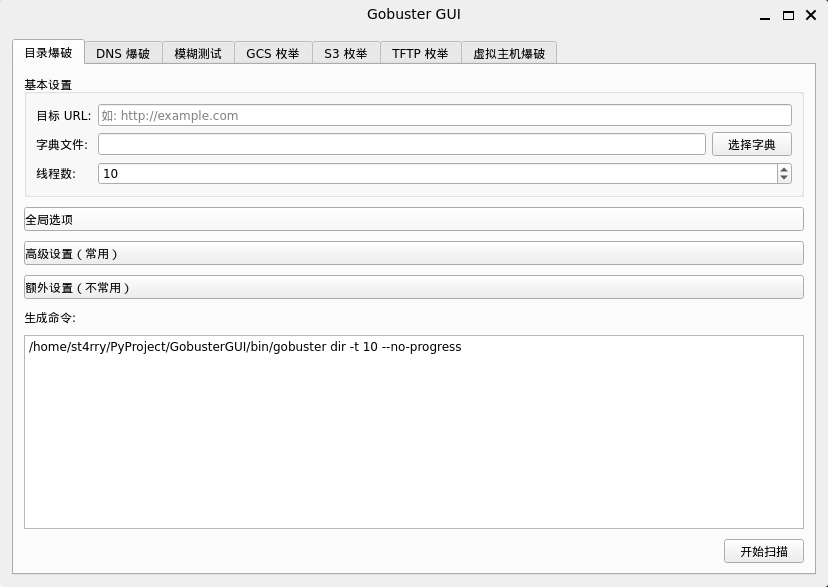 Gobuster GUI
目录爆破 DNS 爆破 模糊测试 GCS 枚举 S3 枚举 TFTP 枚举 虚拟主机爆破
基本设置
目标 URL: 如: http://example.com
字典文件: 选择字典
线程数: 10
全局选项
高级设置（常用）
额外设置（不常用）
生成命令:
/home/st4rry/PyProject/GobusterGUI/bin/gobuster dir -t 10 --no-progress
开始扫描